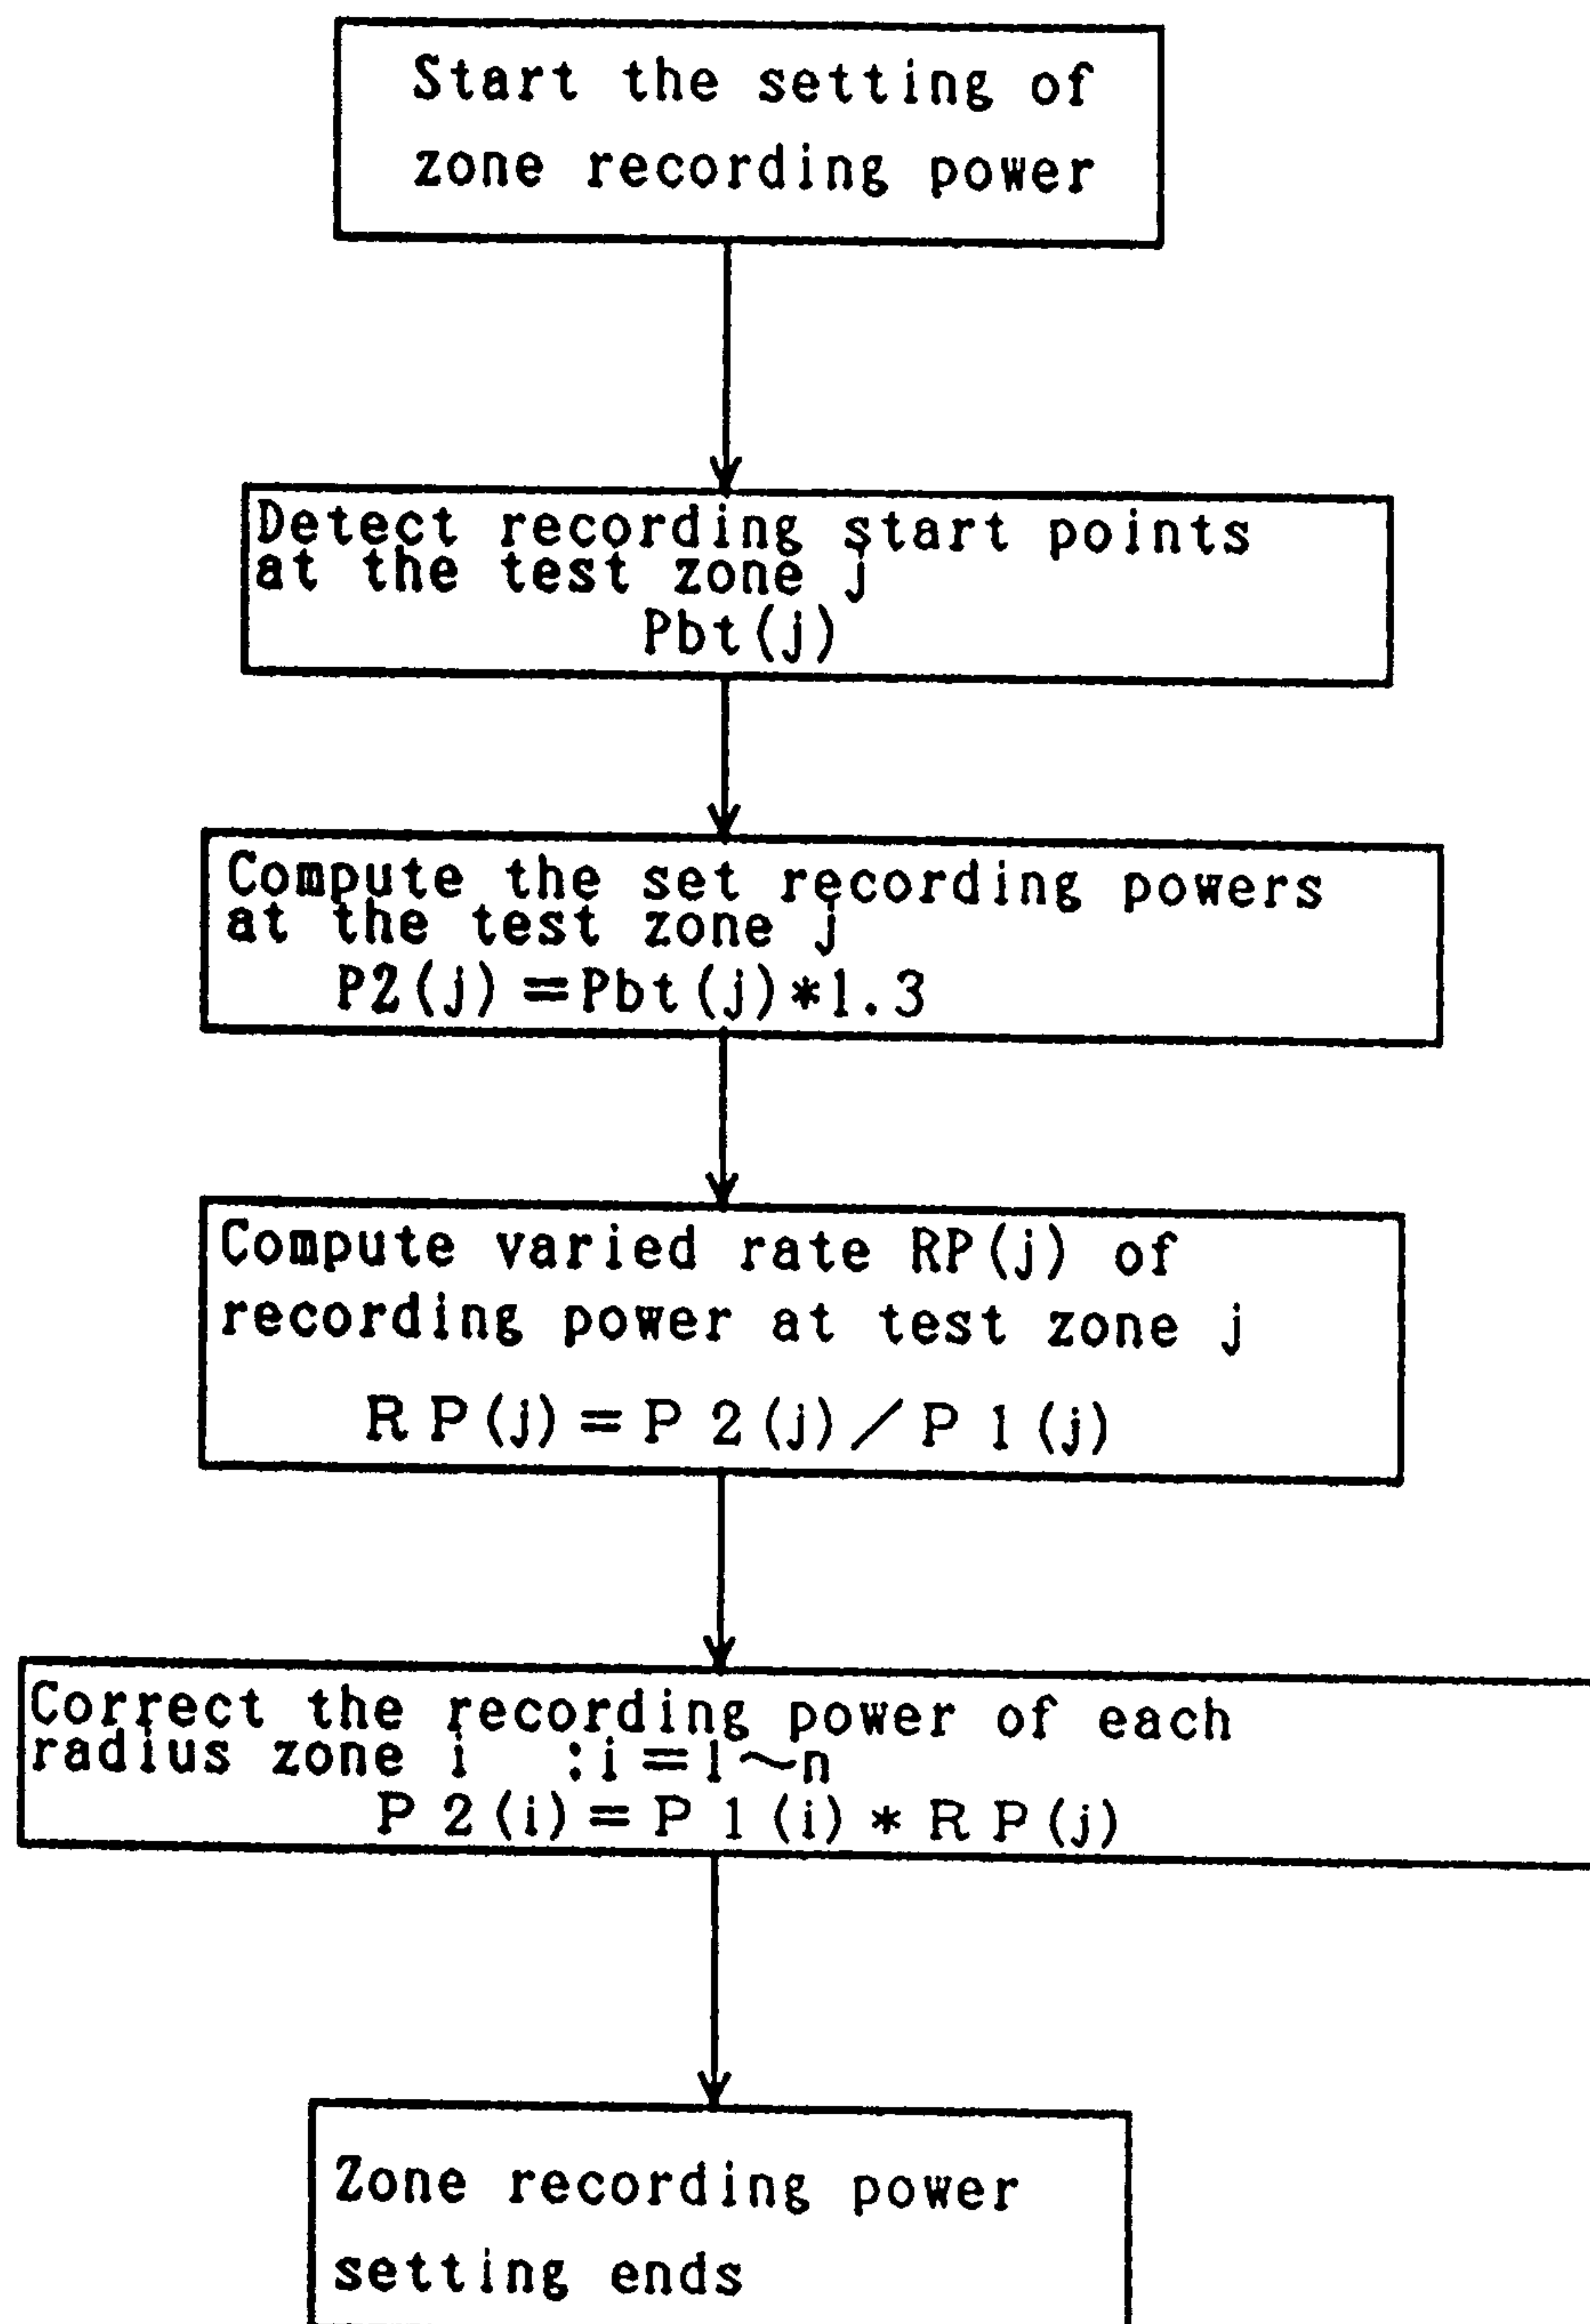 Start the setting of
zone recording power
Detect recording start points
at the test zone j
Pbt(j)
Compute the set recording powers
at the test zone j
P2(j)=Pbt(j)*1.3
Compute varied rate RP(j) of
recording power at test zone j
RP(j)=P2(j)/P1(j)
Correct the recording power of each
radius zone i :i=1~n
P2(i)=P1(i)*RP(j)
Zone recording power
setting ends